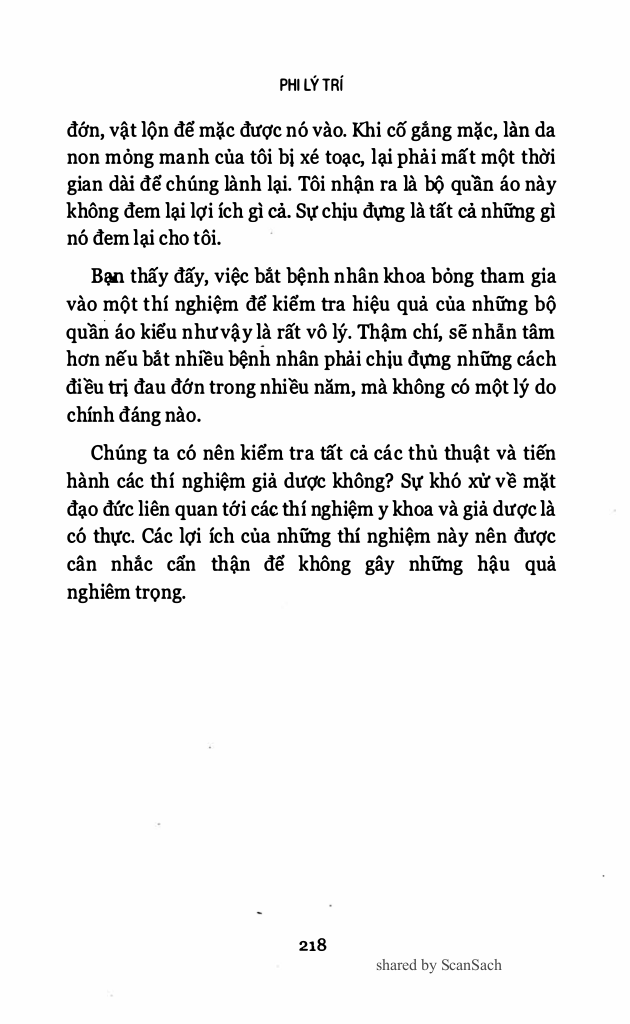 PHI LÝ TRÍ
đớn, vật lộn để mặc được nó vào. Khi cố gắng mặc, làn da
non mỏng manh của tôi bị xé toạc, lại phải mất một thời
gian dài để chúng lành lại. Tôi nhận ra là bộ quần áo này
không đem lại lợi ích gì cả. Sự chịu đựng là tất cả những gì
nó đem lại cho tôi.
Bạn thấy đấy, việc bắt bệnh nhân khoa bỏng tham gia
vào một thí nghiệm để kiểm tra hiệu quả của những bộ
quần áo kiểu như vậy là rất vô lý. Thậm chí, sẽ nhẫn tâm
hơn nếu bắt nhiều bệnh nhân phải chịu đựng những cách
điều trị đau đớn trong nhiều năm, mà không có một lý do
chính đáng nào.
Chúng ta có nên kiểm tra tất cả các thủ thuật và tiến
hành các thí nghiệm giả dược không? Sự khó xử về mặt
đạo đức liên quan tới các thí nghiệm y khoa và giả dược là
có thực. Các lợi ích của những thí nghiệm này nên được
cân nhắc cẩn thận để không gây những hậu quả
nghiêm trọng.
218
shared by ScanSach